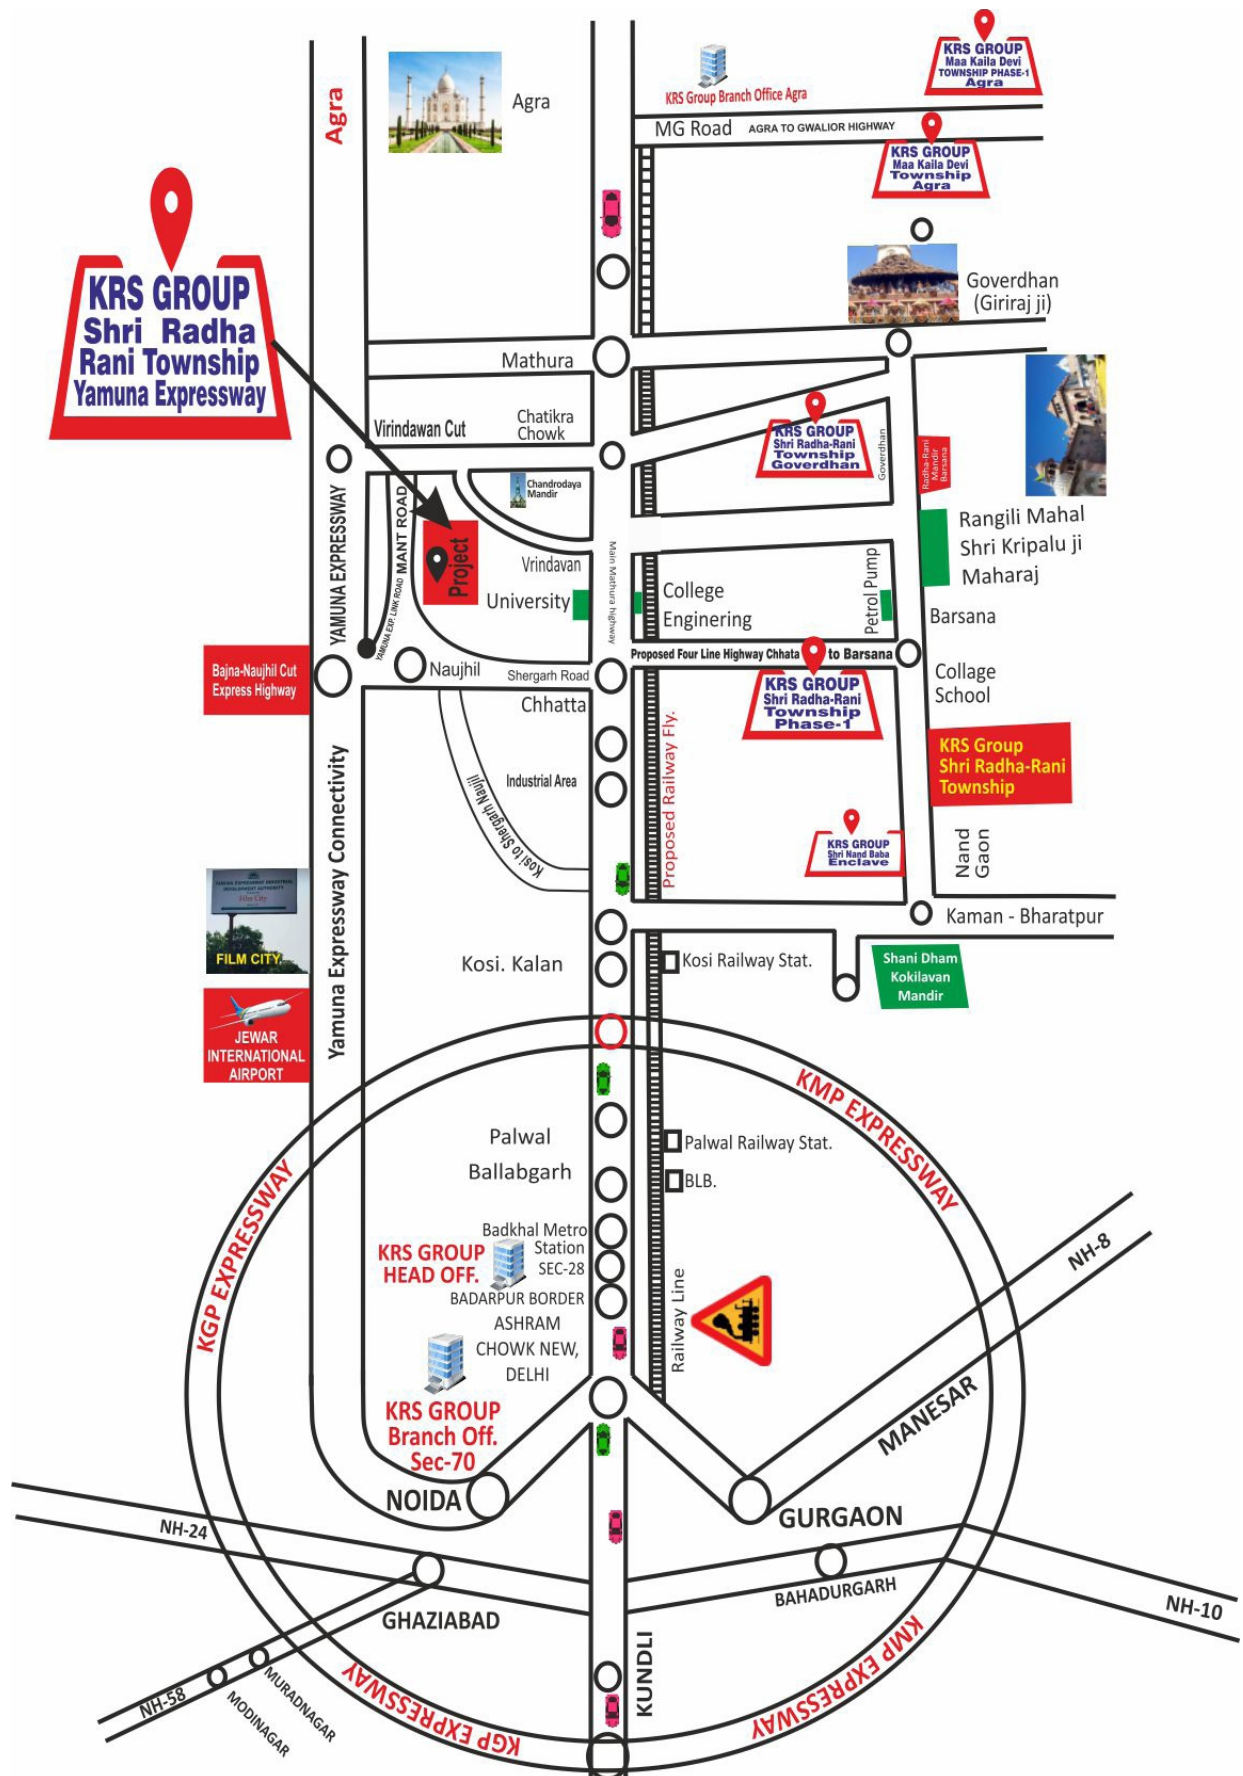 KRS GROUP
Maa Kaila Devi
TOWNSHIP PHASE-1
Agra
KRS Group Branch Office Agra
Agra
Agra
MG Road
AGRA TO GWALIOR HIGHWAY
KRS GROUP
Maa Kaila Devi
Township
Agra
KRS GROUP
Shri Radha
Rani Township
Yamuna Expressway
Goverdhan
(Giriraj ji)
Mathura
Virindawan Cut
Chatikra
Chowk
KRS GROUP
Shri Radha-Rani
Township
Goverdhan
Goverdhan
Radha-Rani
Mandir
Barsana
Chandrodaya
Mandir
YAMUNA EXPRESSWAY
MANT ROAD
YAMUNA EXP. LINK ROAD
Project
Vrindavan
University
Main Mathura highway
College
Enginering
Petrol Pump
Rangili Mahal
Shri Kripalu ji
Maharaj
Barsana
Proposed Four Line Highway Chhata to Barsana
Bajna-Naujhil Cut
Express Highway
Naujhil
Shergarh Road
Chhatta
KRS GROUP
Shri Radha-Rani
Township
Phase-1
Collage
School
KRS Group
Shri Radha-Rani
Township
Industrial Area
Kosi to Shergarh Naujil
Proposed Railway Fly.
Yamuna Expressway Connectivity
KRS GROUP
Shri Nand Baba
Enclave
Nand
Gaon
Kaman - Bharatpur
YAMUNA EXPRESSWAY INDUSTRIAL
DEVELOPMENT AUTHORITY
Film City
FILM CITY
Kosi. Kalan
Kosi Railway Stat.
Shani Dham
Kokilavan
Mandir
JEWAR
INTERNATIONAL
AIRPORT
KMP EXPRESSWAY
Palwal
Palwal Railway Stat.
Ballabgarh
BLB.
KGP EXPRESSWAY
Badkhal Metro
Station
SEC-28
KRS GROUP
HEAD OFF.
NH-8
BADARPUR BORDER
ASHRAM
CHOWK NEW,
DELHI
Railway Line
KRS GROUP
Branch Off.
Sec-70
MANESAR
NOIDA
GURGAON
NH-24
GHAZIABAD
BAHADURGARH
NH-10
KUNDLI
NH-58
MURADNAGAR
MODINAGAR
KGP EXPRESSWAY
KMP EXPRESSWAY